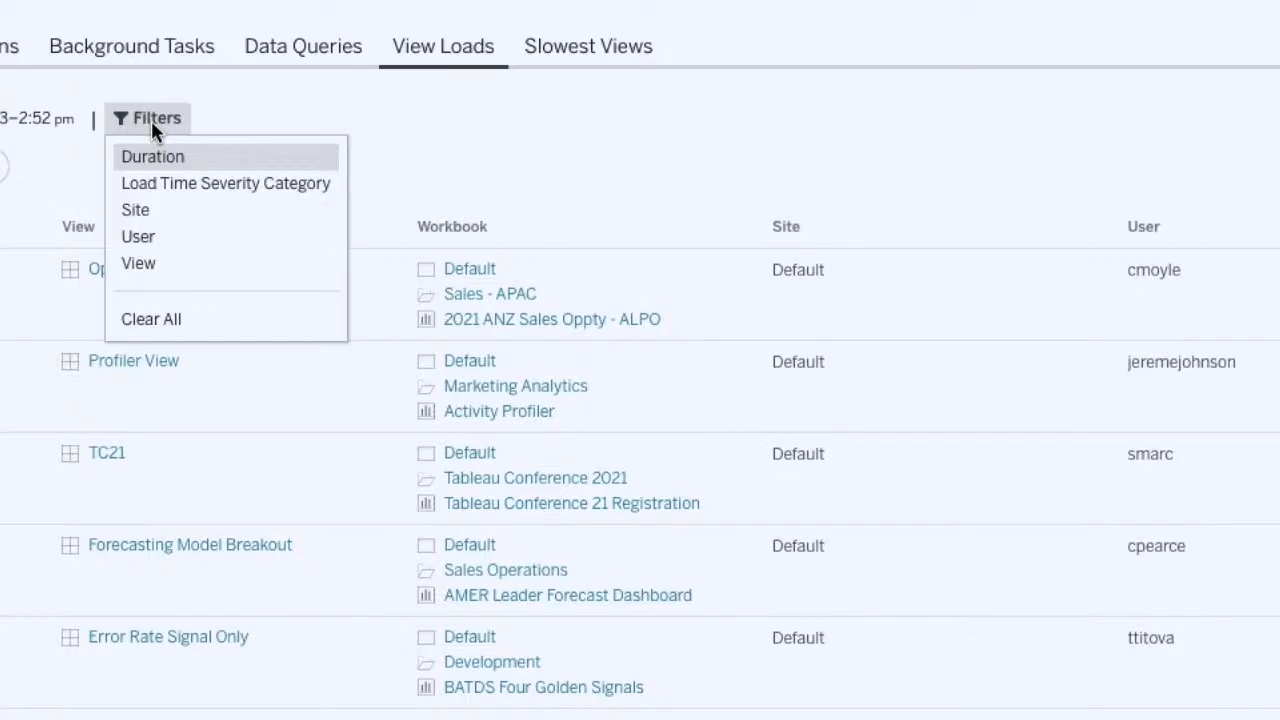 ns Background Tasks Data Queries View Loads Slowest Views
3–2:52 pm | Filters
Duration
Load Time Severity Category
Site
User
View
Clear All
View Workbook Site User
Op Default Default cmoyle
Sales - APAC
2021 ANZ Sales Oppty - ALPO
Profiler View Default Default jeremejohnson
Marketing Analytics
Activity Profiler
TC21 Default Default smarc
Tableau Conference 2021
Tableau Conference 21 Registration
Forecasting Model Breakout Default Default cpearce
Sales Operations
AMER Leader Forecast Dashboard
Error Rate Signal Only Default Default ttitova
Development
BATDS Four Golden Signals